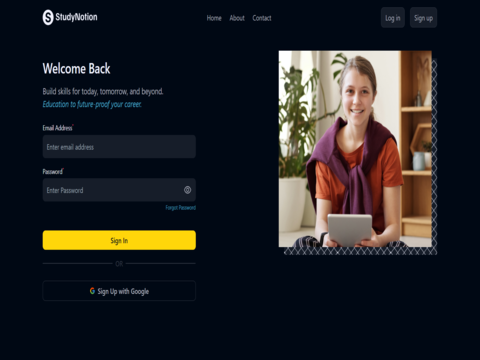 StudyNotion
Home About Contact
Log in Sign up
Welcome Back
Build skills for today, tomorrow, and beyond.
Education to future-proof your career.
Email Address*
Enter email address
Password*
Enter Password
Forgot Password
Sign In
OR
Sign Up with Google